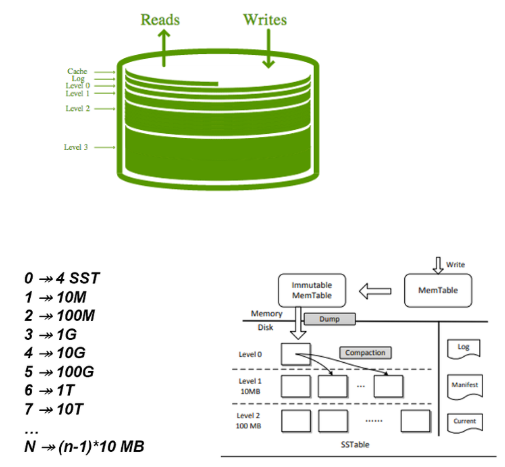 Reads
Writes
Cache
Log
Level 0
Level 1
Level 2
Level 3
0 ↠ 4 SST
1 ↠ 10M
2 ↠ 100M
3 ↠ 1G
4 ↠ 10G
5 ↠ 100G
6 ↠ 1T
7 ↠ 10T
...
N ↠ (n-1)*10 MB
Write
Immutable
MemTable
MemTable
Memory
Disk
Dump
Level 0
Compaction
Log
Level 1
10MB
...
Manifest
Level 2
100 MB
......
Current
SSTable